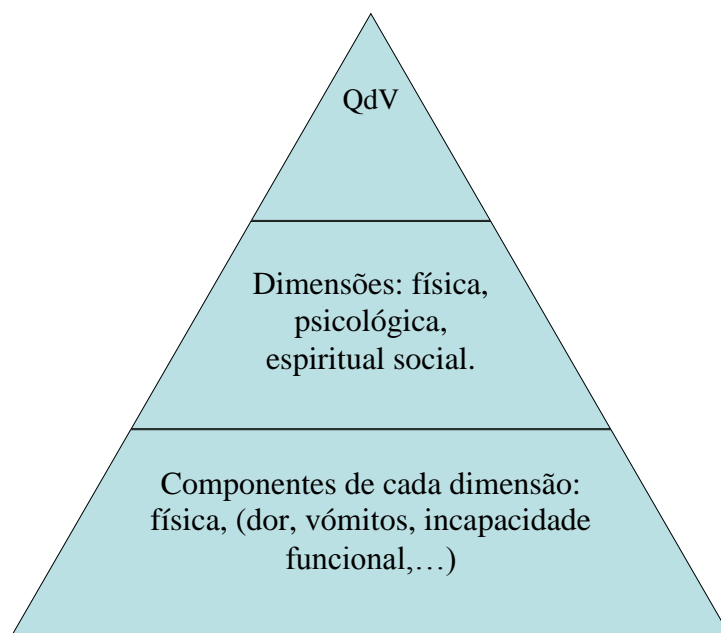 QdV
Dimensões: física,
psicológica,
espiritual social.
Componentes de cada dimensão:
física, (dor, vómitos, incapacidade
funcional,…)